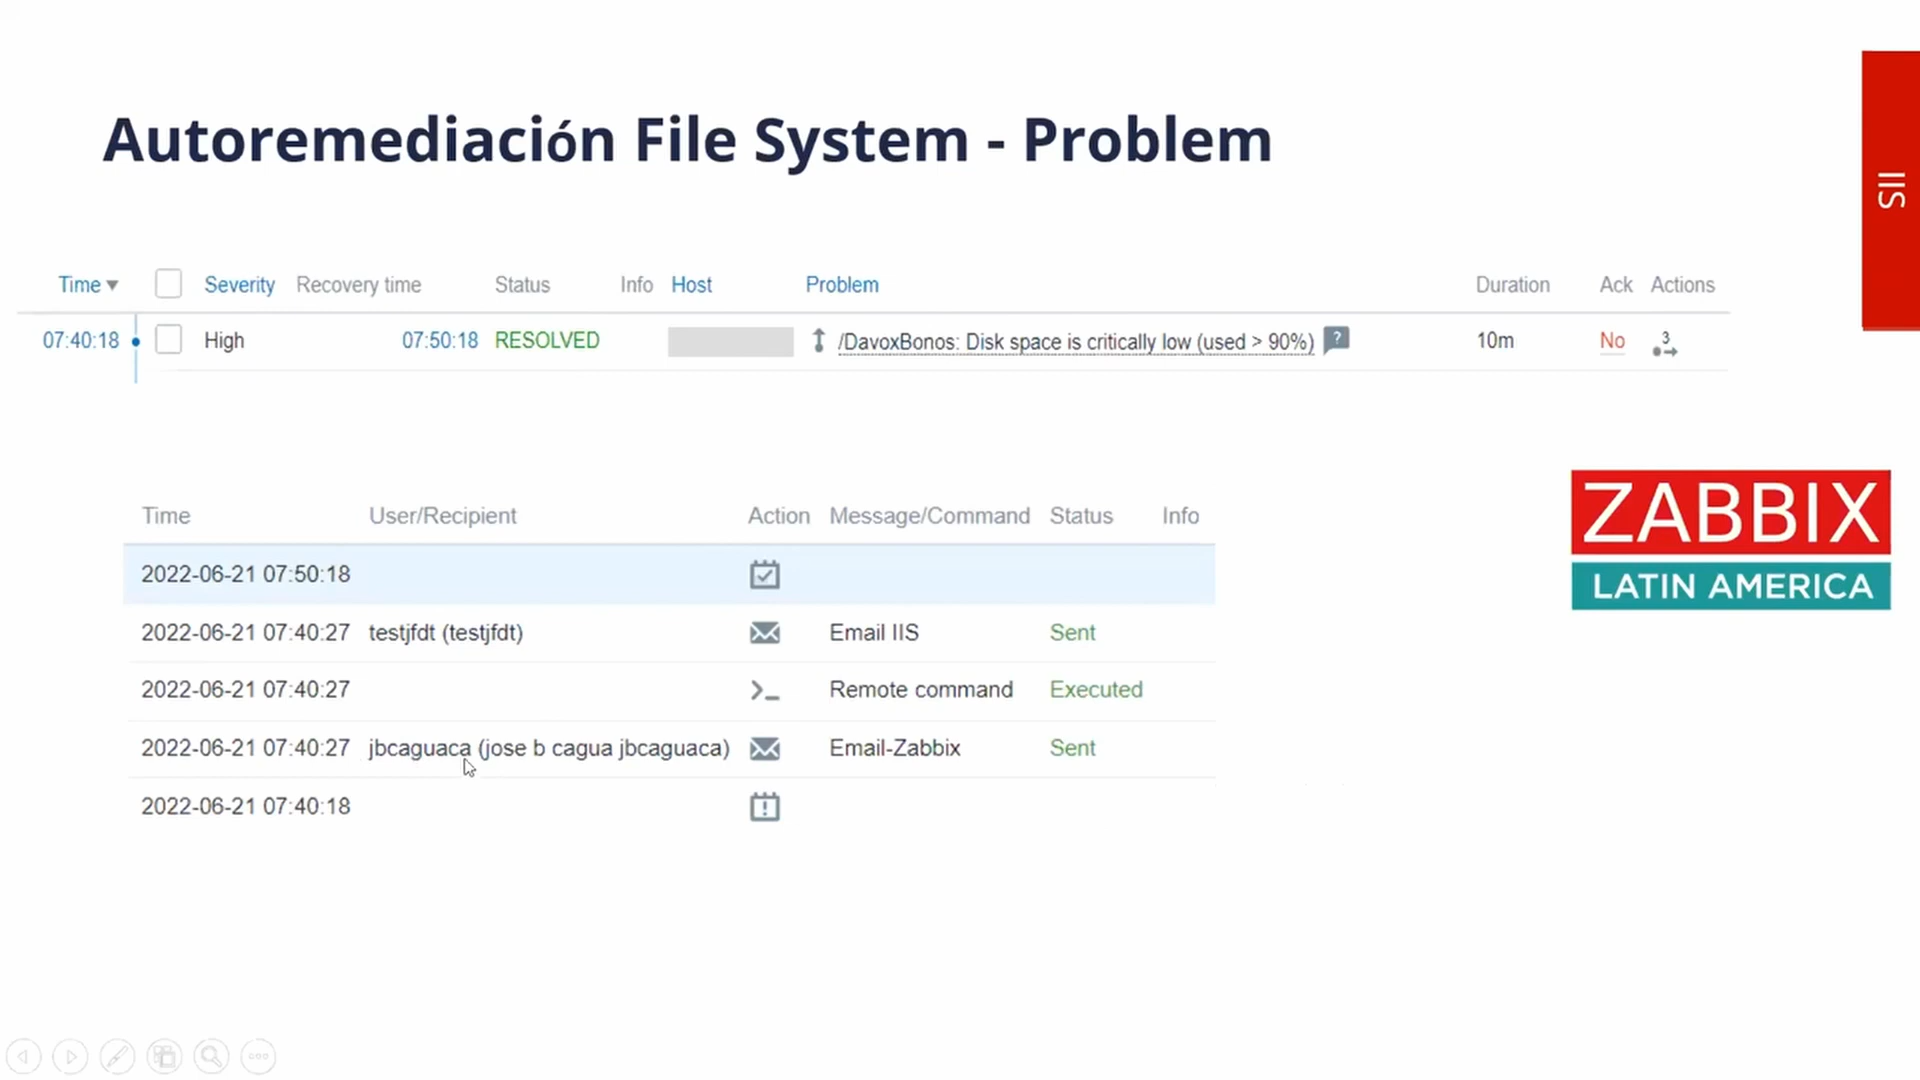 Autoremediación File System - Problem
IIS
Time Severity Recovery time Status Info Host Problem Duration Ack Actions
07:40:18 High 07:50:18 RESOLVED /DavoxBonos: Disk space is critically low (used > 90%) ? 10m No 3
ZABBIX
LATIN AMERICA
Time User/Recipient Action Message/Command Status Info
2022-06-21 07:50:18
2022-06-21 07:40:27 testjfdt (testjfdt) Email IIS Sent
2022-06-21 07:40:27 Remote command Executed
2022-06-21 07:40:27 jbcaguaca (jose b cagua jbcaguaca) Email-Zabbix Sent
2022-06-21 07:40:18